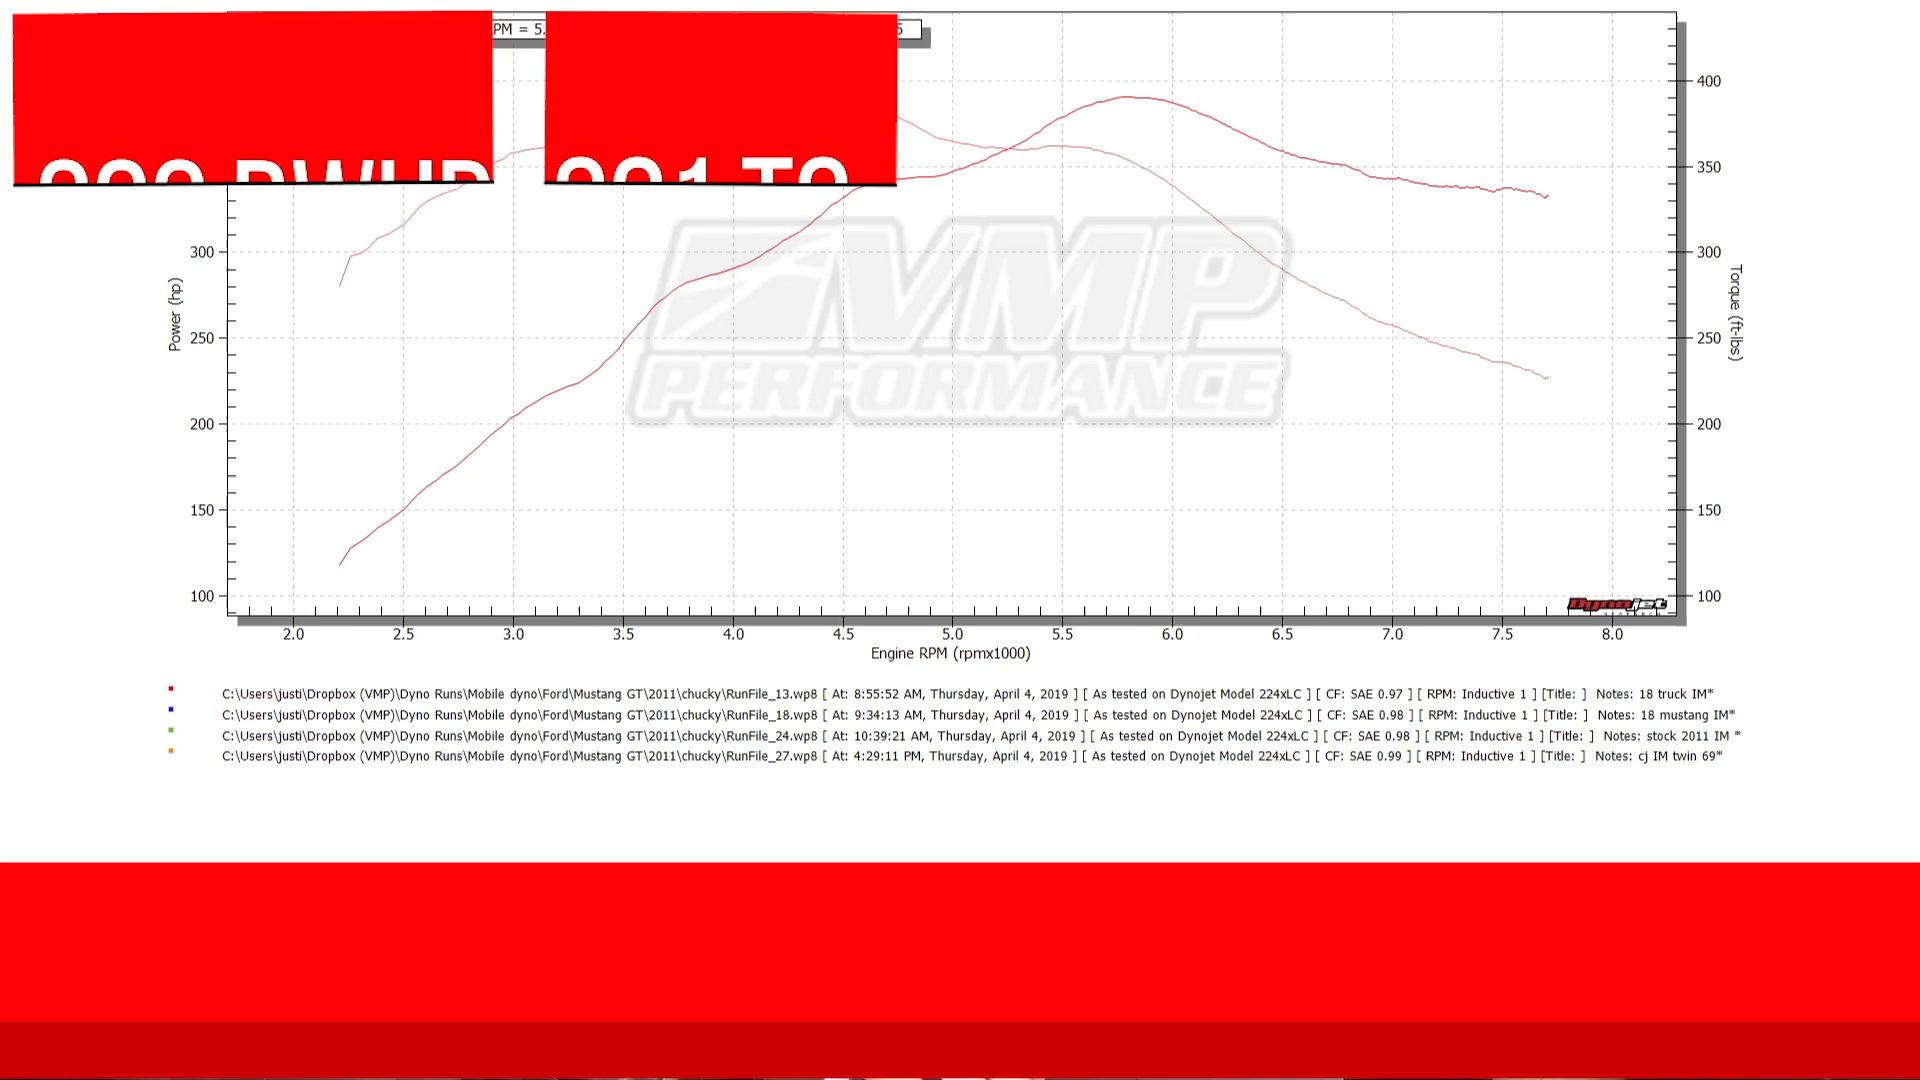 PM = 5.
5
400
350
300
300
250
250
200
200
150
150
100
100
Power (hp)
Torque (ft-lbs)
VMP
PERFORMANCE
Dynojet
2.0 2.5 3.0 3.5 4.0 4.5 5.0 5.5 6.0 6.5 7.0 7.5 8.0
Engine RPM (rpmx1000)
C:\Users\justi\Dropbox (VMP)\Dyno Runs\Mobile dyno\Ford\Mustang GT\2011\chucky\RunFile_13.wp8 [ At: 8:55:52 AM, Thursday, April 4, 2019 ] [ As tested on Dynojet Model 224xLC ] [ CF: SAE 0.97 ] [ RPM: Inductive 1 ] [Title: ] Notes: 18 truck IM*
C:\Users\justi\Dropbox (VMP)\Dyno Runs\Mobile dyno\Ford\Mustang GT\2011\chucky\RunFile_18.wp8 [ At: 9:34:13 AM, Thursday, April 4, 2019 ] [ As tested on Dynojet Model 224xLC ] [ CF: SAE 0.98 ] [ RPM: Inductive 1 ] [Title: ] Notes: 18 mustang IM*
C:\Users\justi\Dropbox (VMP)\Dyno Runs\Mobile dyno\Ford\Mustang GT\2011\chucky\RunFile_24.wp8 [ At: 10:39:21 AM, Thursday, April 4, 2019 ] [ As tested on Dynojet Model 224xLC ] [ CF: SAE 0.98 ] [ RPM: Inductive 1 ] [Title: ] Notes: stock 2011 IM *
C:\Users\justi\Dropbox (VMP)\Dyno Runs\Mobile dyno\Ford\Mustang GT\2011\chucky\RunFile_27.wp8 [ At: 4:29:11 PM, Thursday, April 4, 2019 ] [ As tested on Dynojet Model 224xLC ] [ CF: SAE 0.99 ] [ RPM: Inductive 1 ] [Title: ] Notes: cj IM twin 69*